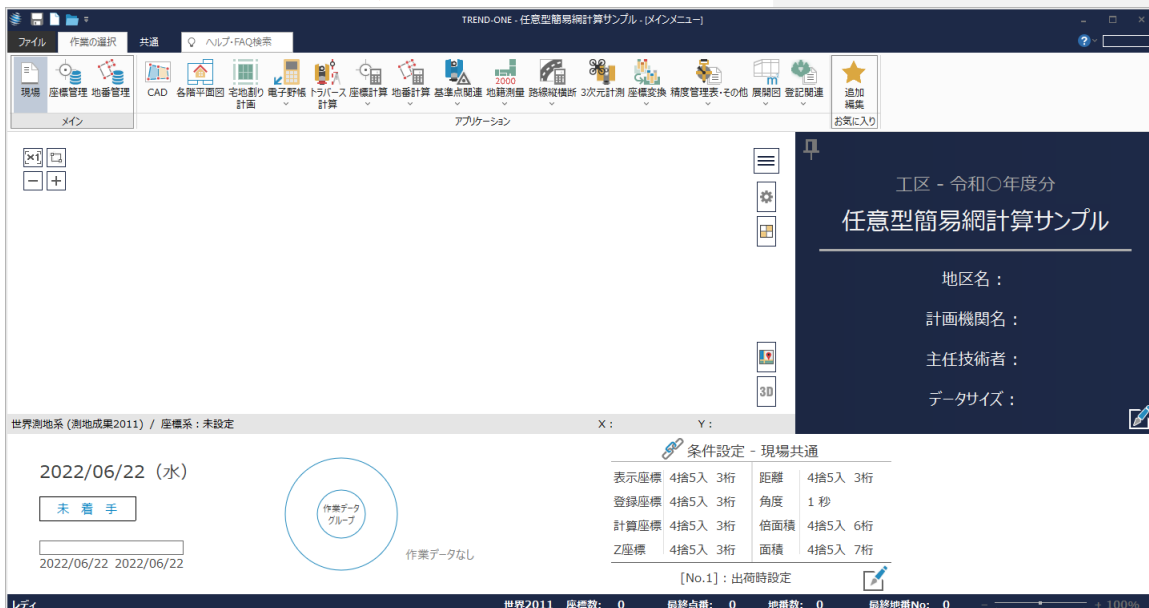 TREND-ONE - 任意型簡易網計算サンプル - [メインメニュー]
ファイル 作業の選択 共通 ヘルプ・FAQ検索
現場 座標管理 地番管理 CAD 各階平面図 宅地割り計画 電子野帳 トラバース計算 座標計算 地番計算 基準点関連 地籍測量 路線縦横断 3次元計測 座標変換 精度管理表・その他 展開図 登記関連 追加編集
メイン アプリケーション お気に入り
工区 - 令和○年度分
任意型簡易網計算サンプル
地区名：
計画機関名：
主任技術者：
データサイズ：
3D
世界測地系 (測地成果2011) / 座標系：未設定 X： Y：
2022/06/22（水）
未着手
2022/06/22 2022/06/22
作業データ
グループ
作業データなし
条件設定 - 現場共通
表示座標 4捨5入 3桁 距離 4捨5入 3桁
登録座標 4捨5入 3桁 角度 1 秒
計算座標 4捨5入 3桁 倍面積 4捨5入 6桁
Z座標 4捨5入 3桁 面積 4捨5入 7桁
[No.1]：出荷時設定
レディ 世界2011 座標数: 0 最終点番: 0 地番数: 0 最終地番No: 0 100%